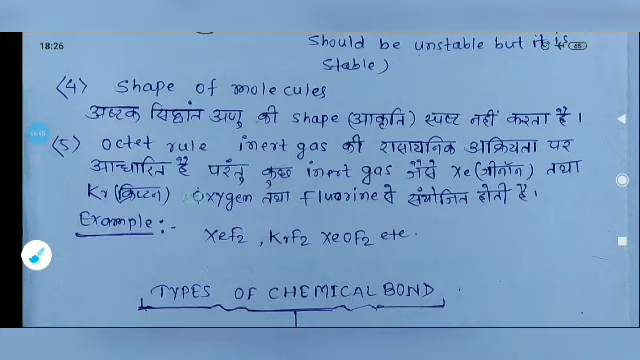 18:26
should be unstable but it is
stable)
(4) Shape of molecules
अष्टक सिद्धांत अणु की shape (आकृति) स्पष्ट नहीं करता है।
(5) octet rule inert gas की रासायनिक अक्रियता पर
आधारित है परंतु कुछ inert gas जैसे Xe (जीनॉन) तथा
Kr (क्रिप्टन) oxygen तथा fluorine से संयोजित होती है।
Example:-
XeF2, KrF2 XeOF2 etc.
TYPES OF CHEMICAL BOND